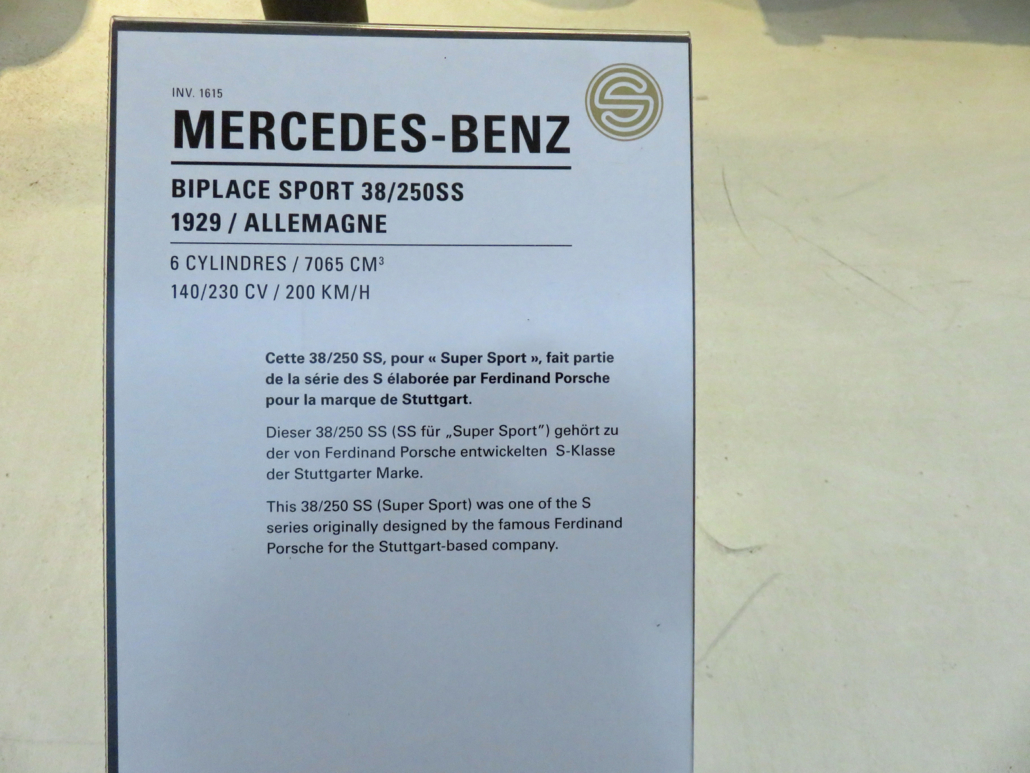 INV. 1615
MERCEDES-BENZ
BIPLACE SPORT 38/250SS
1929 / ALLEMAGNE
6 CYLINDRES / 7065 CM³
140/230 CV / 200 KM/H
Cette 38/250 SS, pour « Super Sport », fait partie
de la série des S élaborée par Ferdinand Porsche
pour la marque de Stuttgart.
Dieser 38/250 SS (SS für „Super Sport”) gehört zu
der von Ferdinand Porsche entwickelten  S-Klasse
der Stuttgarter Marke.
This 38/250 SS (Super Sport) was one of the S
series originally designed by the famous Ferdinand
Porsche for the Stuttgart-based company.